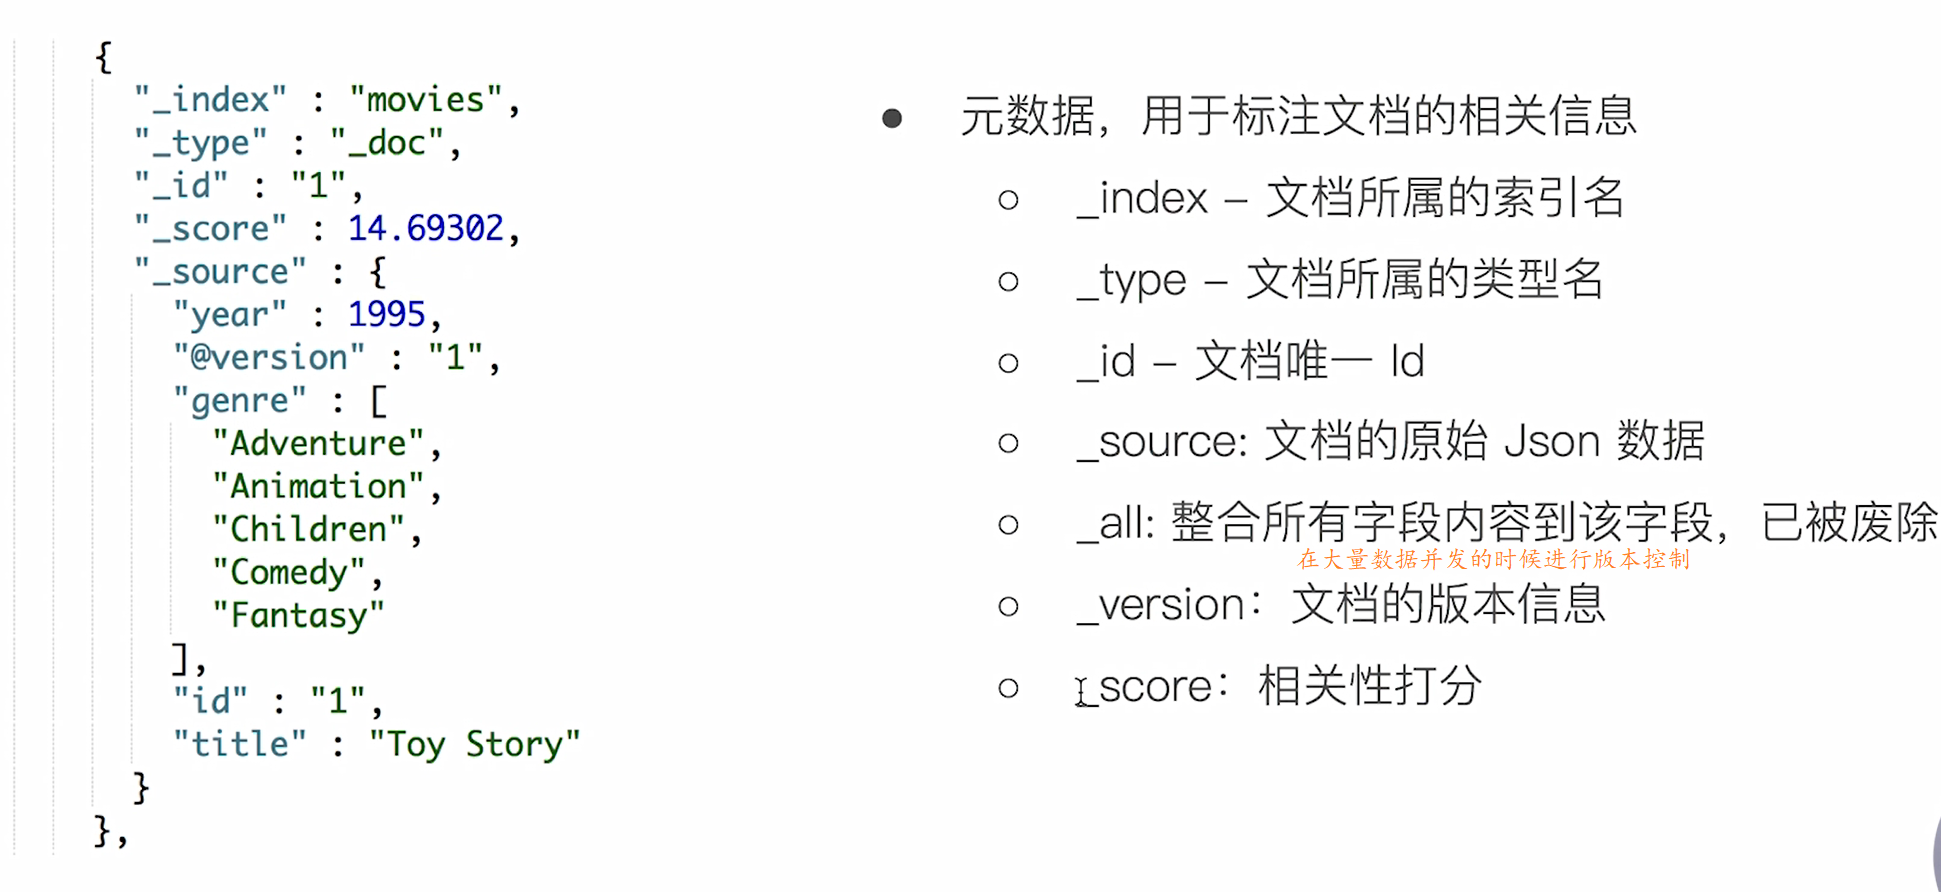 {
"_index" : "movies",
"_type" : "_doc",
"_id" : "1",
"_score" : 14.69302,
"_source" : {
"year" : 1995,
"@version" : "1",
"genre" : [
"Adventure",
"Animation",
"Children",
"Comedy",
"Fantasy"
],
"id" : "1",
"title" : "Toy Story"
}
},
● 元数据，用于标注文档的相关信息
○ _index – 文档所属的索引名
○ _type – 文档所属的类型名
○ _id – 文档唯一 Id
○ _source: 文档的原始 Json 数据
○ _all: 整合所有字段内容到该字段，已被废除
在大量数据并发的时候进行版本控制
○ _version：文档的版本信息
○ _score：相关性打分